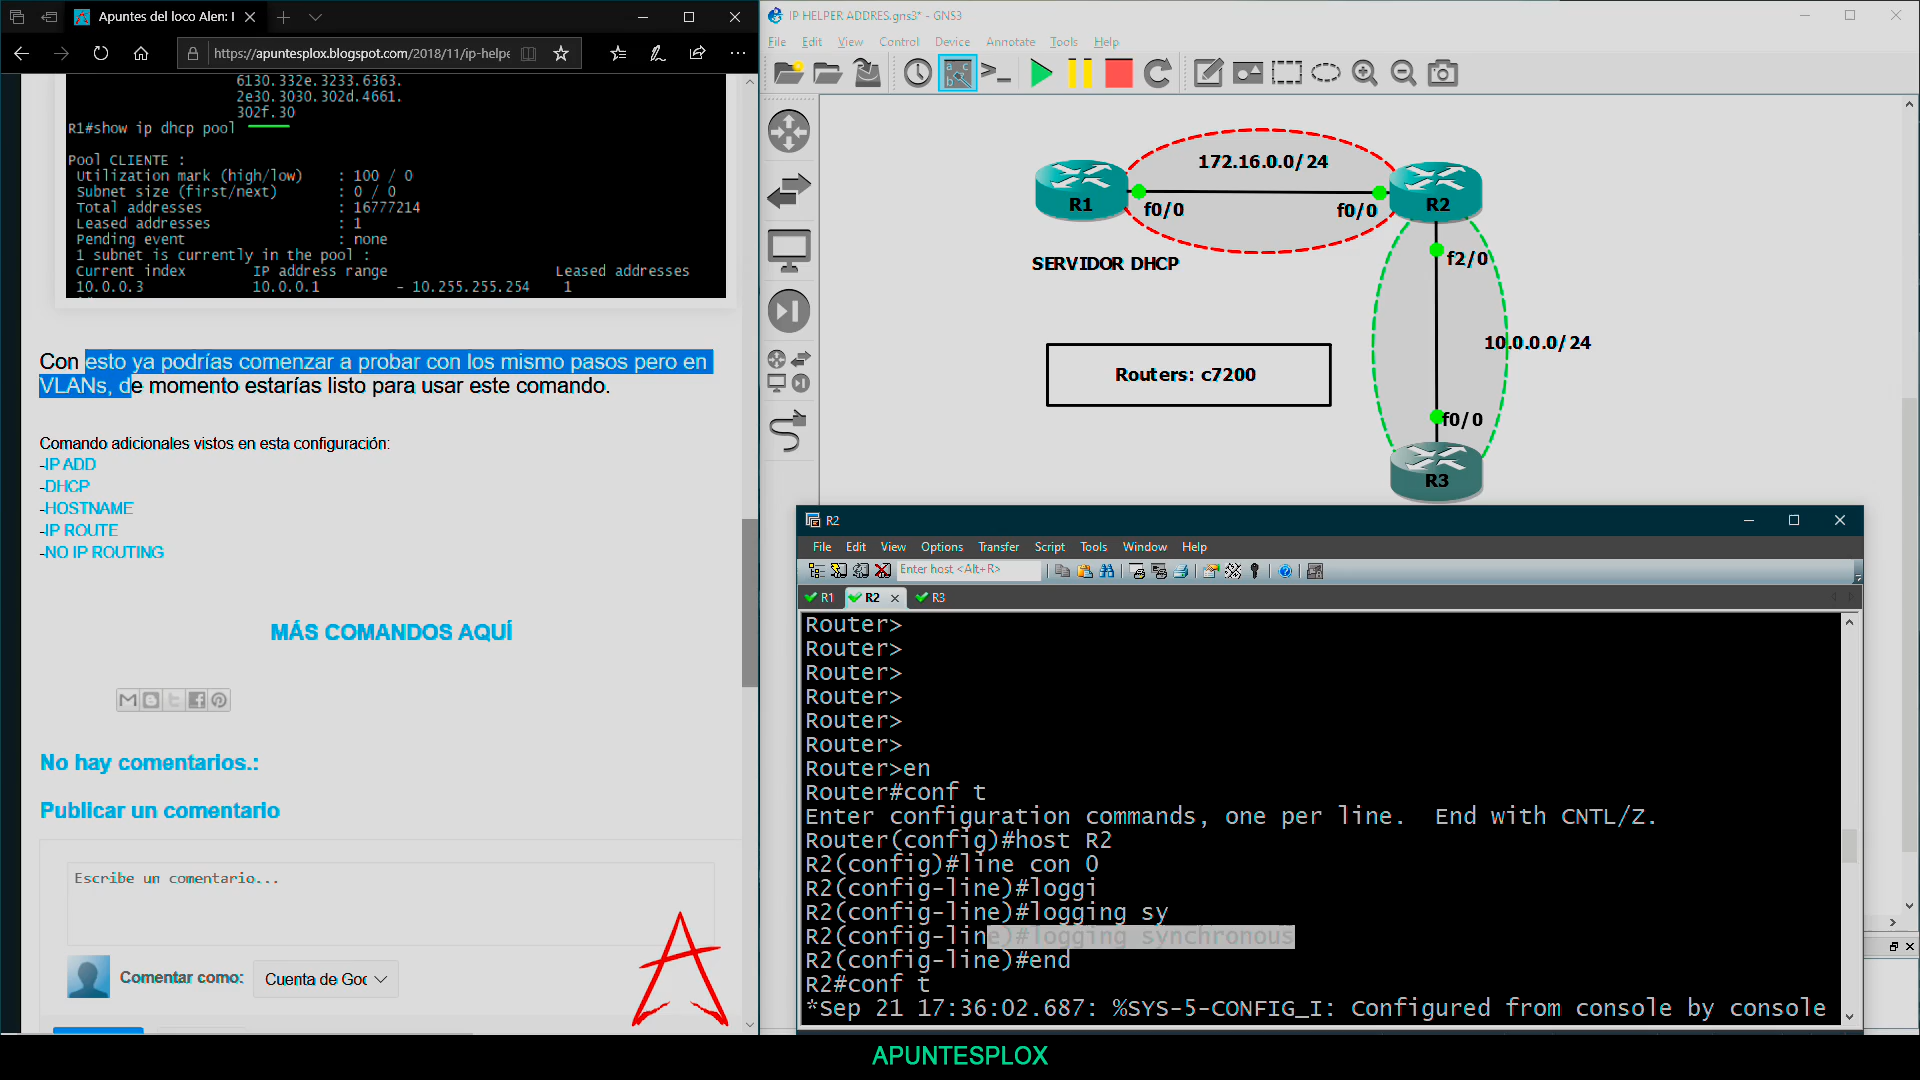 Apuntes del loco Alen: I
https://apuntesplox.blogspot.com/2018/11/ip-helpe
6130.332e.3233.6363.
2e30.3030.302d.4661.
302f.30
R1#show ip dhcp pool
Pool CLIENTE :
Utilization mark (high/low) : 100 / 0
Subnet size (first/next) : 0 / 0
Total addresses : 16777214
Leased addresses : 1
Pending event : none
1 subnet is currently in the pool :
Current index IP address range Leased addresses
10.0.0.3 10.0.0.1 - 10.255.255.254 1
Con esto ya podrías comenzar a probar con los mismo pasos pero en
VLANs, de momento estarías listo para usar este comando.
Comando adicionales vistos en esta configuración:
-IP ADD
-DHCP
-HOSTNAME
-IP ROUTE
-NO IP ROUTING
MÁS COMANDOS AQUÍ
No hay comentarios.:
Publicar un comentario
Escribe un comentario...
Comentar como: Cuenta de Goc
IP HELPER ADDRES.gns3* - GNS3
File Edit View Control Device Annotate Tools Help
172.16.0.0/24
R1
R2
f0/0
f0/0
SERVIDOR DHCP
f2/0
10.0.0.0/24
Routers: c7200
f0/0
R3
R2
File Edit View Options Transfer Script Tools Window Help
Enter host <Alt+R>
R1 R2 R3
Router>
Router>
Router>
Router>
Router>
Router>
Router>en
Router#conf t
Enter configuration commands, one per line. End with CNTL/Z.
Router(config)#host R2
R2(config)#line con 0
R2(config-line)#loggi
R2(config-line)#logging sy
R2(config-line)#logging synchronous
R2(config-line)#end
R2#conf t
*Sep 21 17:36:02.687: %SYS-5-CONFIG_I: Configured from console by console
APUNTESPLOX